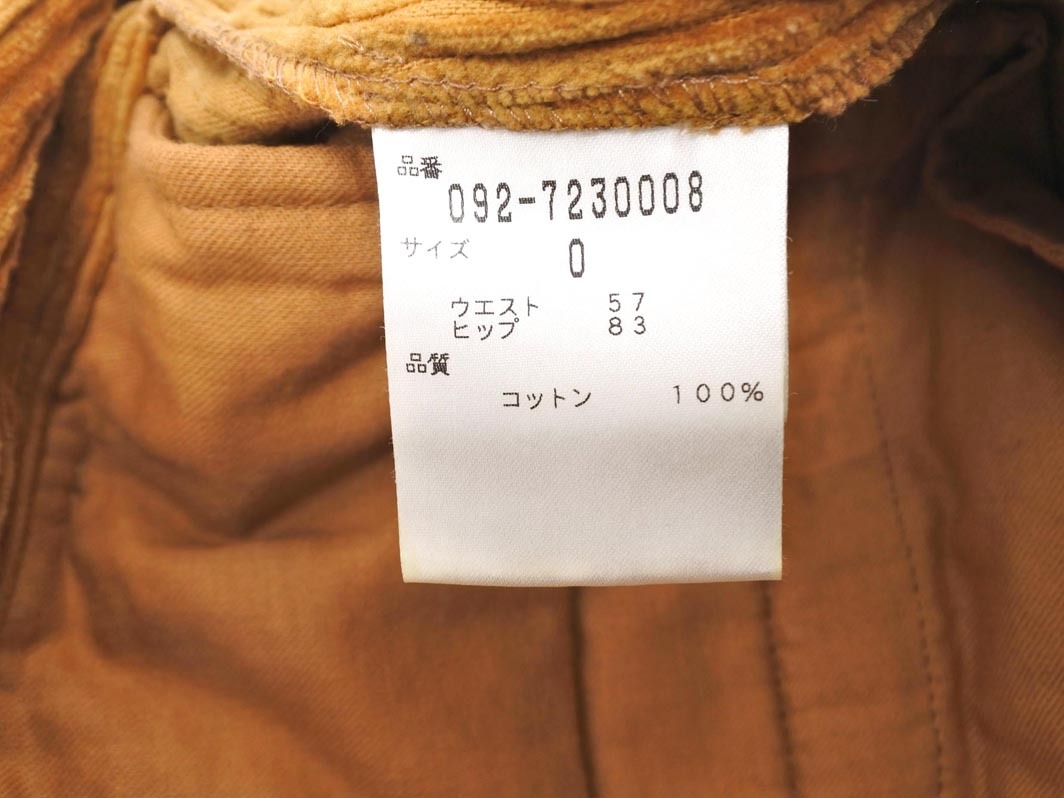 品番
092-7230008
サイズ 0
ウエスト 57
ヒップ 83
品質
コットン 100%